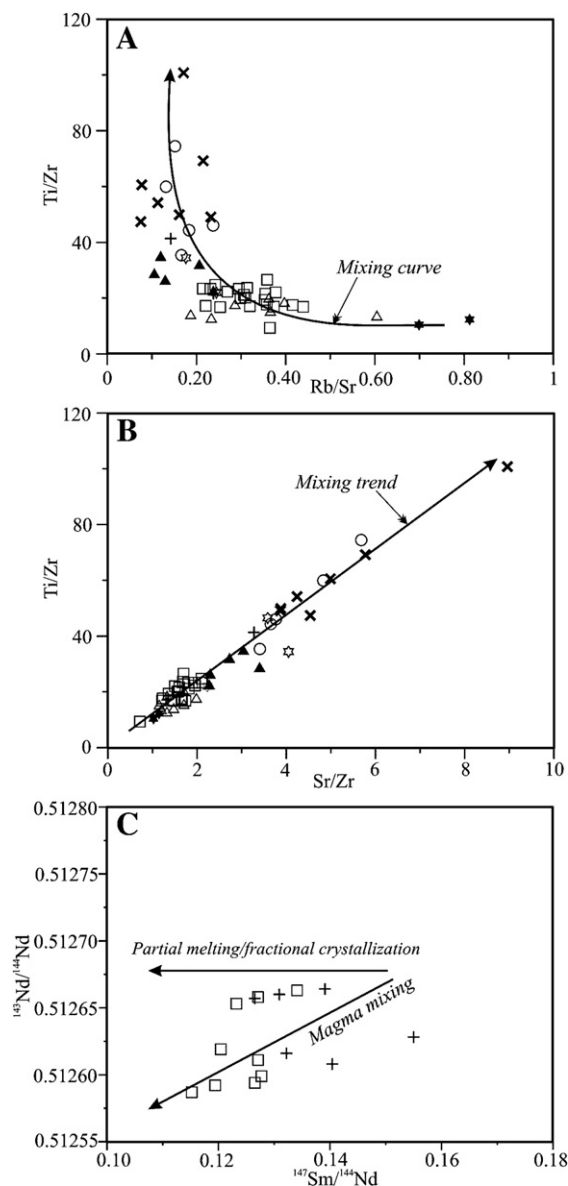 A
120
80
40
0
Ti/Zr
Mixing curve
0
0.20
0.40
0.60
0.80
1
Rb/Sr
B
120
80
40
0
Ti/Zr
Mixing trend
0
2
4
6
8
10
Sr/Zr
C
0.51280
0.51275
0.51270
0.51265
0.51260
0.51255
¹⁴³Nd/¹⁴⁴Nd
Partial melting/fractional crystallization
Magma mixing
0.10
0.12
0.14
0.16
0.18
¹⁴⁷Sm/¹⁴⁴Nd